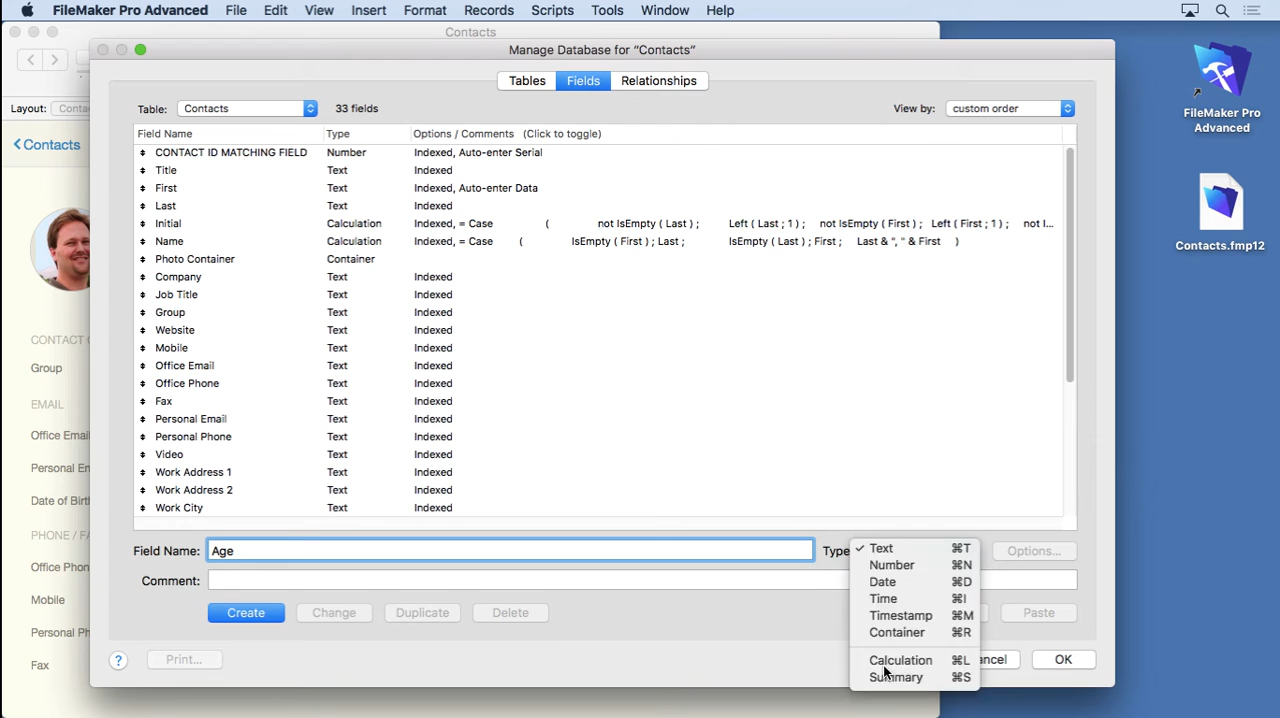 FileMaker Pro Advanced File Edit View Insert Format Records Scripts Tools Window Help
Contacts
Manage Database for “Contacts”
Tables Fields Relationships
Layout:
Table: Contacts 33 fields View by: custom order
Field Name Type Options / Comments (Click to toggle)
CONTACT ID MATCHING FIELD Number Indexed, Auto-enter Serial
Title Text Indexed
First Text Indexed, Auto-enter Data
Last Text Indexed
Initial Calculation Indexed, = Case ( not IsEmpty ( Last ) ; Left ( Last ; 1 ) ; not IsEmpty ( First ) ; Left ( First ; 1 ) ; not I...
Name Calculation Indexed, = Case ( IsEmpty ( First ) ; Last ; IsEmpty ( Last ) ; First ; Last & ", " & First )
Photo Container Container
Company Text Indexed
Job Title Text Indexed
Group Text Indexed
Website Text Indexed
Mobile Text Indexed
Office Email Text Indexed
Office Phone Text Indexed
Fax Text Indexed
Personal Email Text Indexed
Personal Phone Text Indexed
Video Text Indexed
Work Address 1 Text Indexed
Work Address 2 Text Indexed
Work City Text Indexed
Field Name: Age Type
Options...
Comment:
Create Change Duplicate Delete Paste
? Print... OK
✓ Text ⌘T
Number ⌘N
Date ⌘D
Time ⌘I
Timestamp ⌘M
Container ⌘R
Calculation ⌘L
Summary ⌘S
Contacts
CONTACT
Group
EMAIL
Office Email
Personal
Date of
PHONE /
Office
Mobile
Personal
Fax
FileMaker Pro
Advanced
Contacts.fmp12